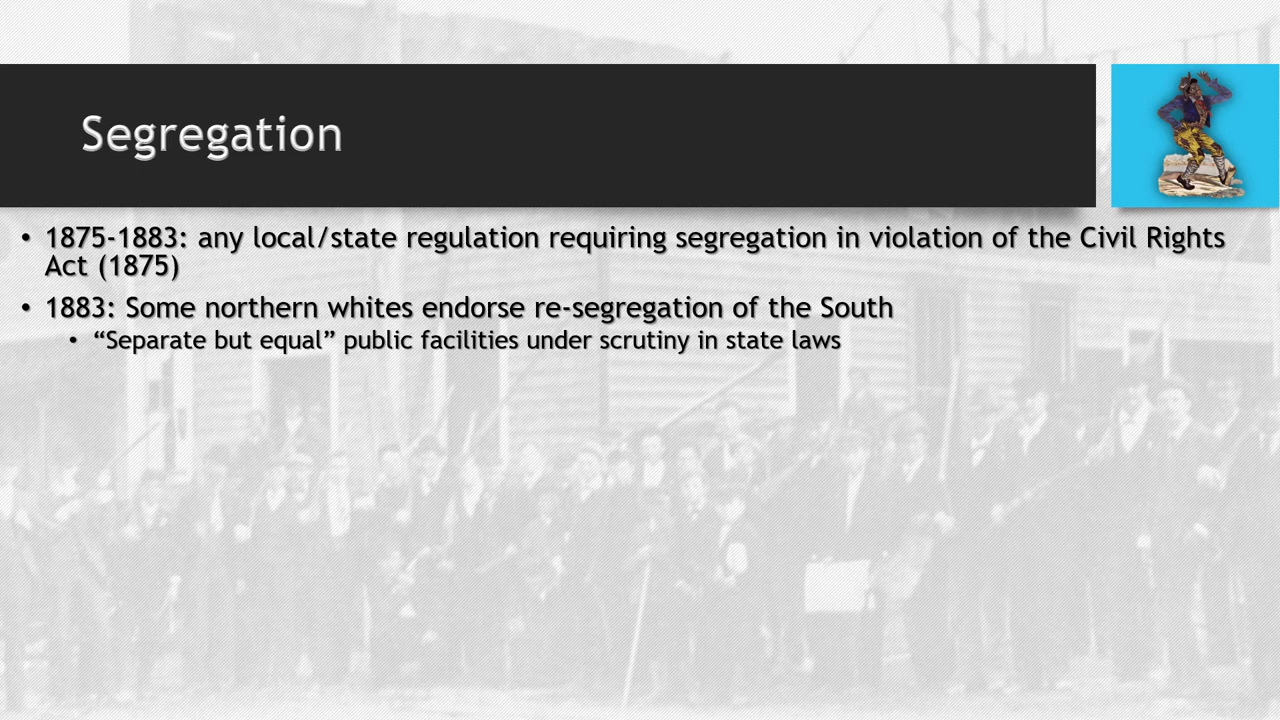 Segregation
• 1875-1883: any local/state regulation requiring segregation in violation of the Civil Rights
Act (1875)
• 1883: Some northern whites endorse re-segregation of the South
• “Separate but equal” public facilities under scrutiny in state laws